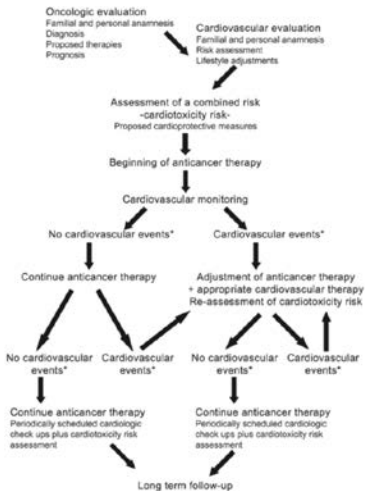 Oncologic evaluation
Familial and personal anamnesis
Diagnosis
Proposed therapies
Prognosis
Cardiovascular evaluation
Familial and personal anamnesis
Risk assessment
Lifestyle adjustments
Assessment of a combined risk
-cardiotoxicity risk-
Proposed cardioprotective measures
Beginning of anticancer therapy
Cardiovascular monitoring
No cardiovascular events*
Cardiovascular events*
Continue anticancer therapy
Adjustment of anticancer therapy
+ appropriate cardiovascular therapy
Re-assessment of cardiotoxicity risk
No cardiovascular
events*
Cardiovascular
events*
No cardiovascular
events*
Cardiovascular
events*
Continue anticancer therapy
Periodically scheduled cardiologic
check ups plus cardiotoxicity risk
assessment
Continue anticancer therapy
Periodically scheduled cardiologic
check ups plus cardiotoxicity risk
assessment
Long term follow-up